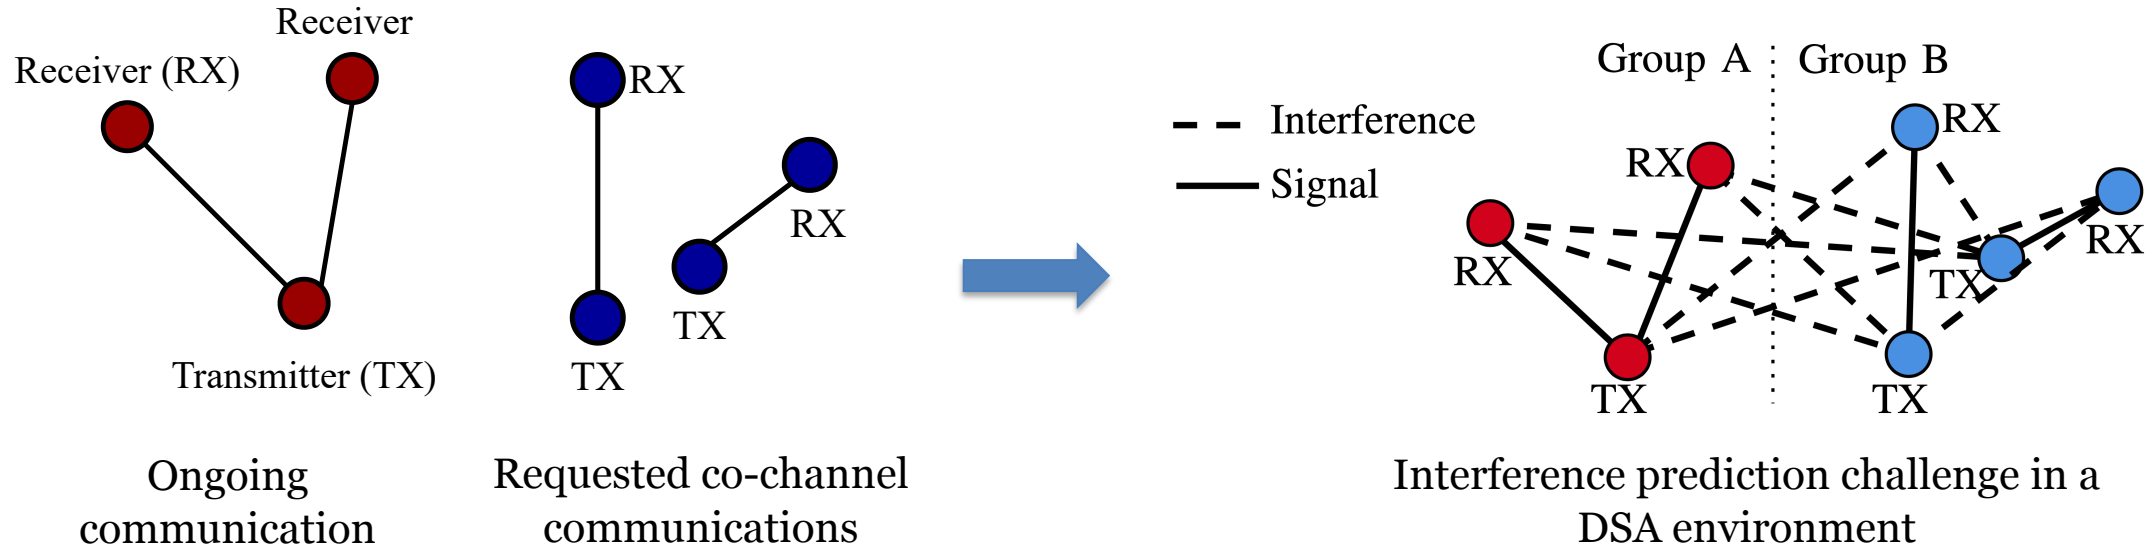 Receiver
Receiver (RX)
Transmitter (TX)
Ongoing
communication
RX
RX
TX
TX
Requested co-channel
communications
Group A
Group B
Interference
Signal
RX
RX
RX
RX
TX
TX
TX
Interference prediction challenge in a
DSA environment